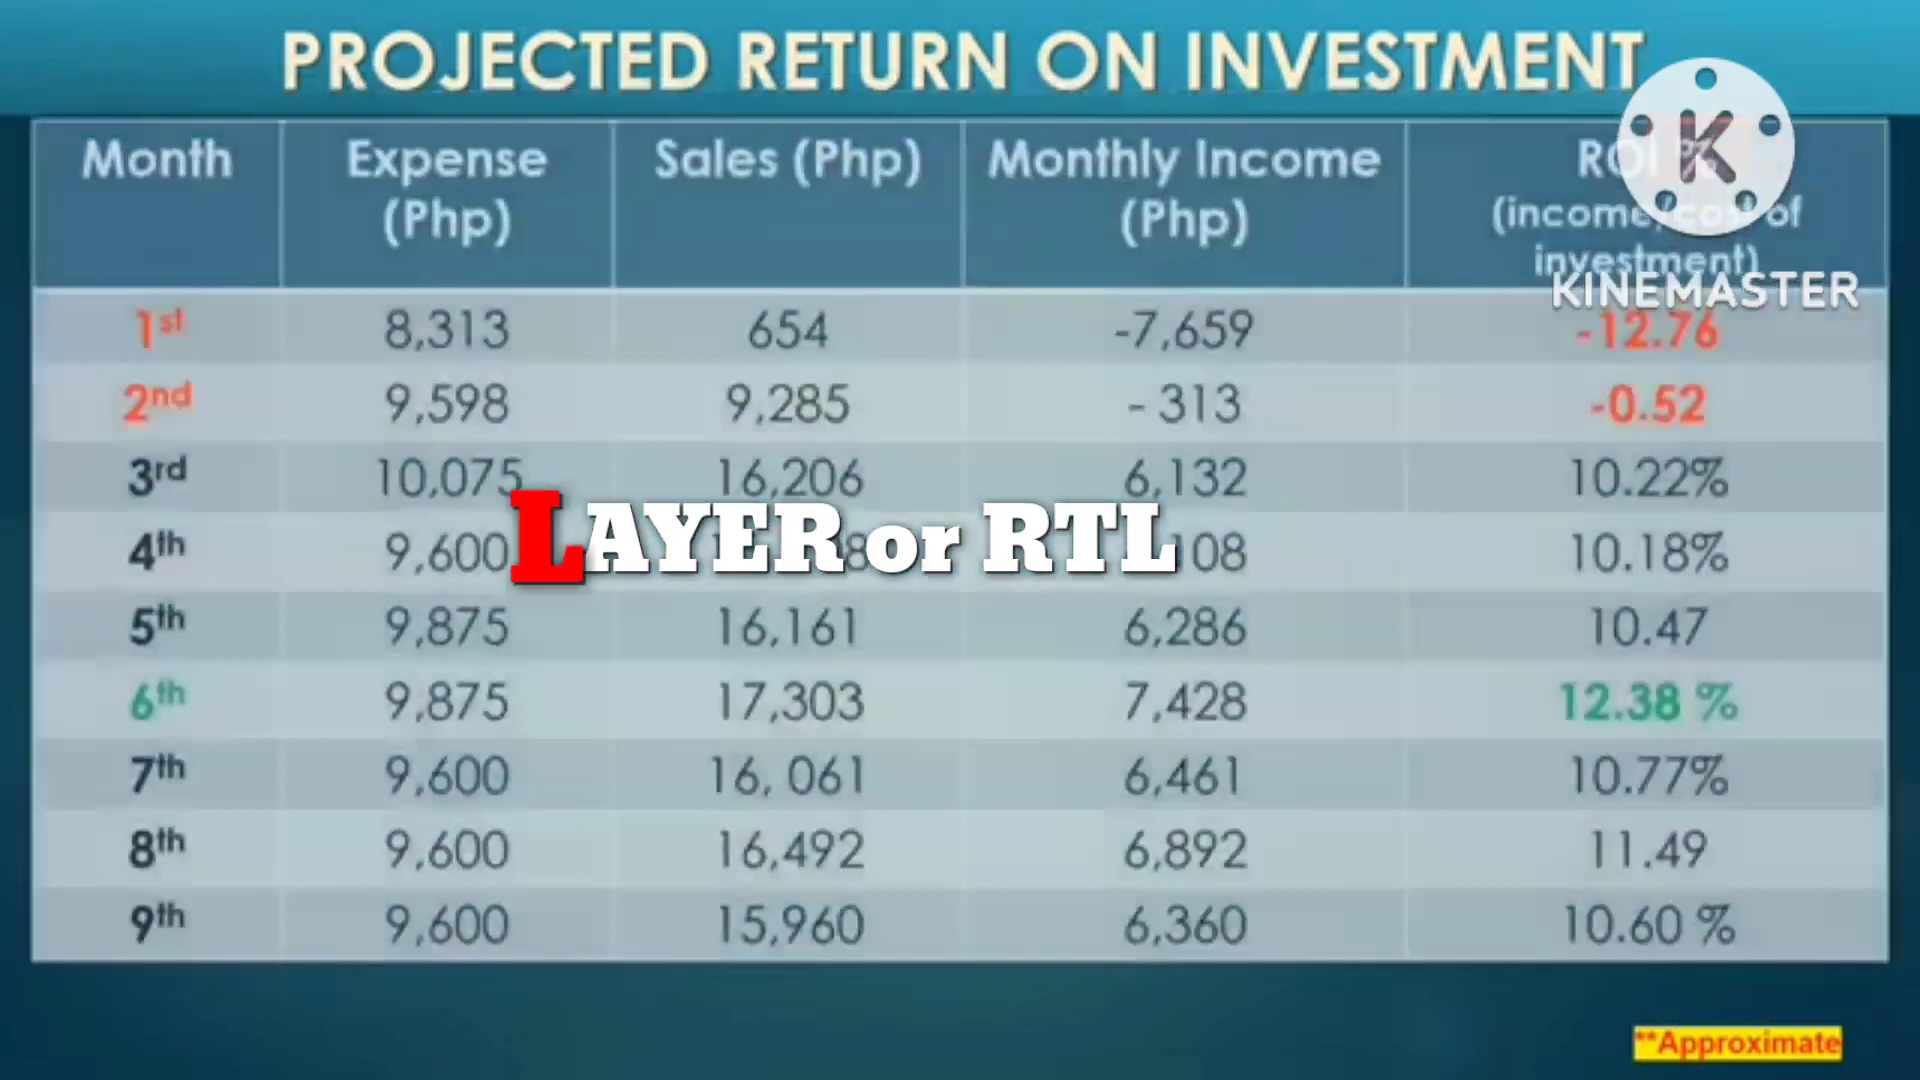 PROJECTED RETURN ON INVESTMENT
Month Expense (Php) Sales (Php) Monthly Income (Php) ROI % (income/cost of investment)
KINEMASTER
1st 8,313 654 -7,659 -12.76
2nd 9,598 9,285 - 313 -0.52
3rd 10,075 16,206 6,132 10.22%
LAYER or RTL
4th 9,600 10.18%
5th 9,875 16,161 6,286 10.47
6th 9,875 17,303 7,428 12.38 %
7th 9,600 16, 061 6,461 10.77%
8th 9,600 16,492 6,892 11.49
9th 9,600 15,960 6,360 10.60 %
**Approximate